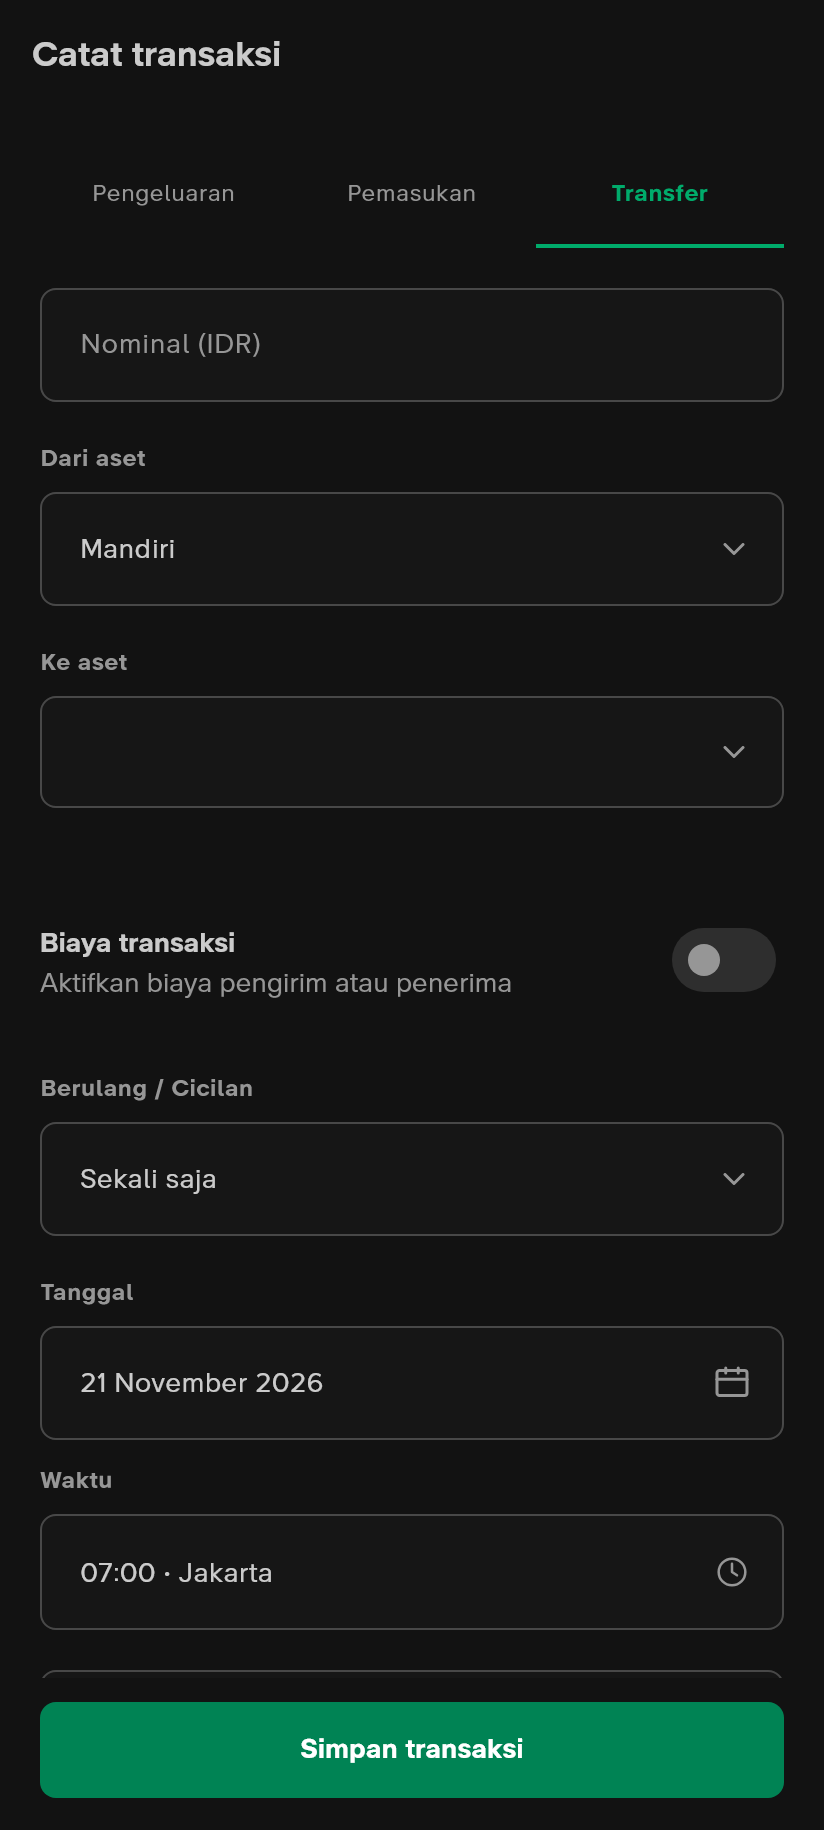 Catat transaksi
Pengeluaran Pemasukan Transfer
Nominal (IDR)
Dari aset
Mandiri
Ke aset
Biaya transaksi
Aktifkan biaya pengirim atau penerima
Berulang / Cicilan
Sekali saja
Tanggal
21 November 2026
Waktu
07:00 • Jakarta
Simpan transaksi